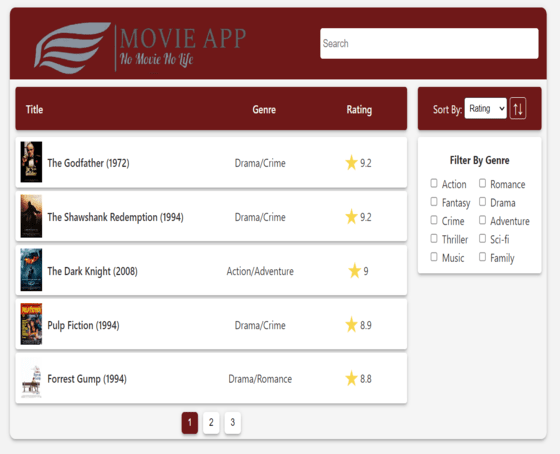 MOVIE APP
No Movie No Life
Search
Title Genre Rating
The Godfather (1972) Drama/Crime 9.2
The Shawshank Redemption (1994) Drama/Crime 9.2
The Dark Knight (2008) Action/Adventure 9
Pulp Fiction (1994) Drama/Crime 8.9
Forrest Gump (1994) Drama/Romance 8.8
1 2 3
Sort By: Rating
Filter By Genre
Action Romance
Fantasy Drama
Crime Adventure
Thriller Sci-fi
Music Family